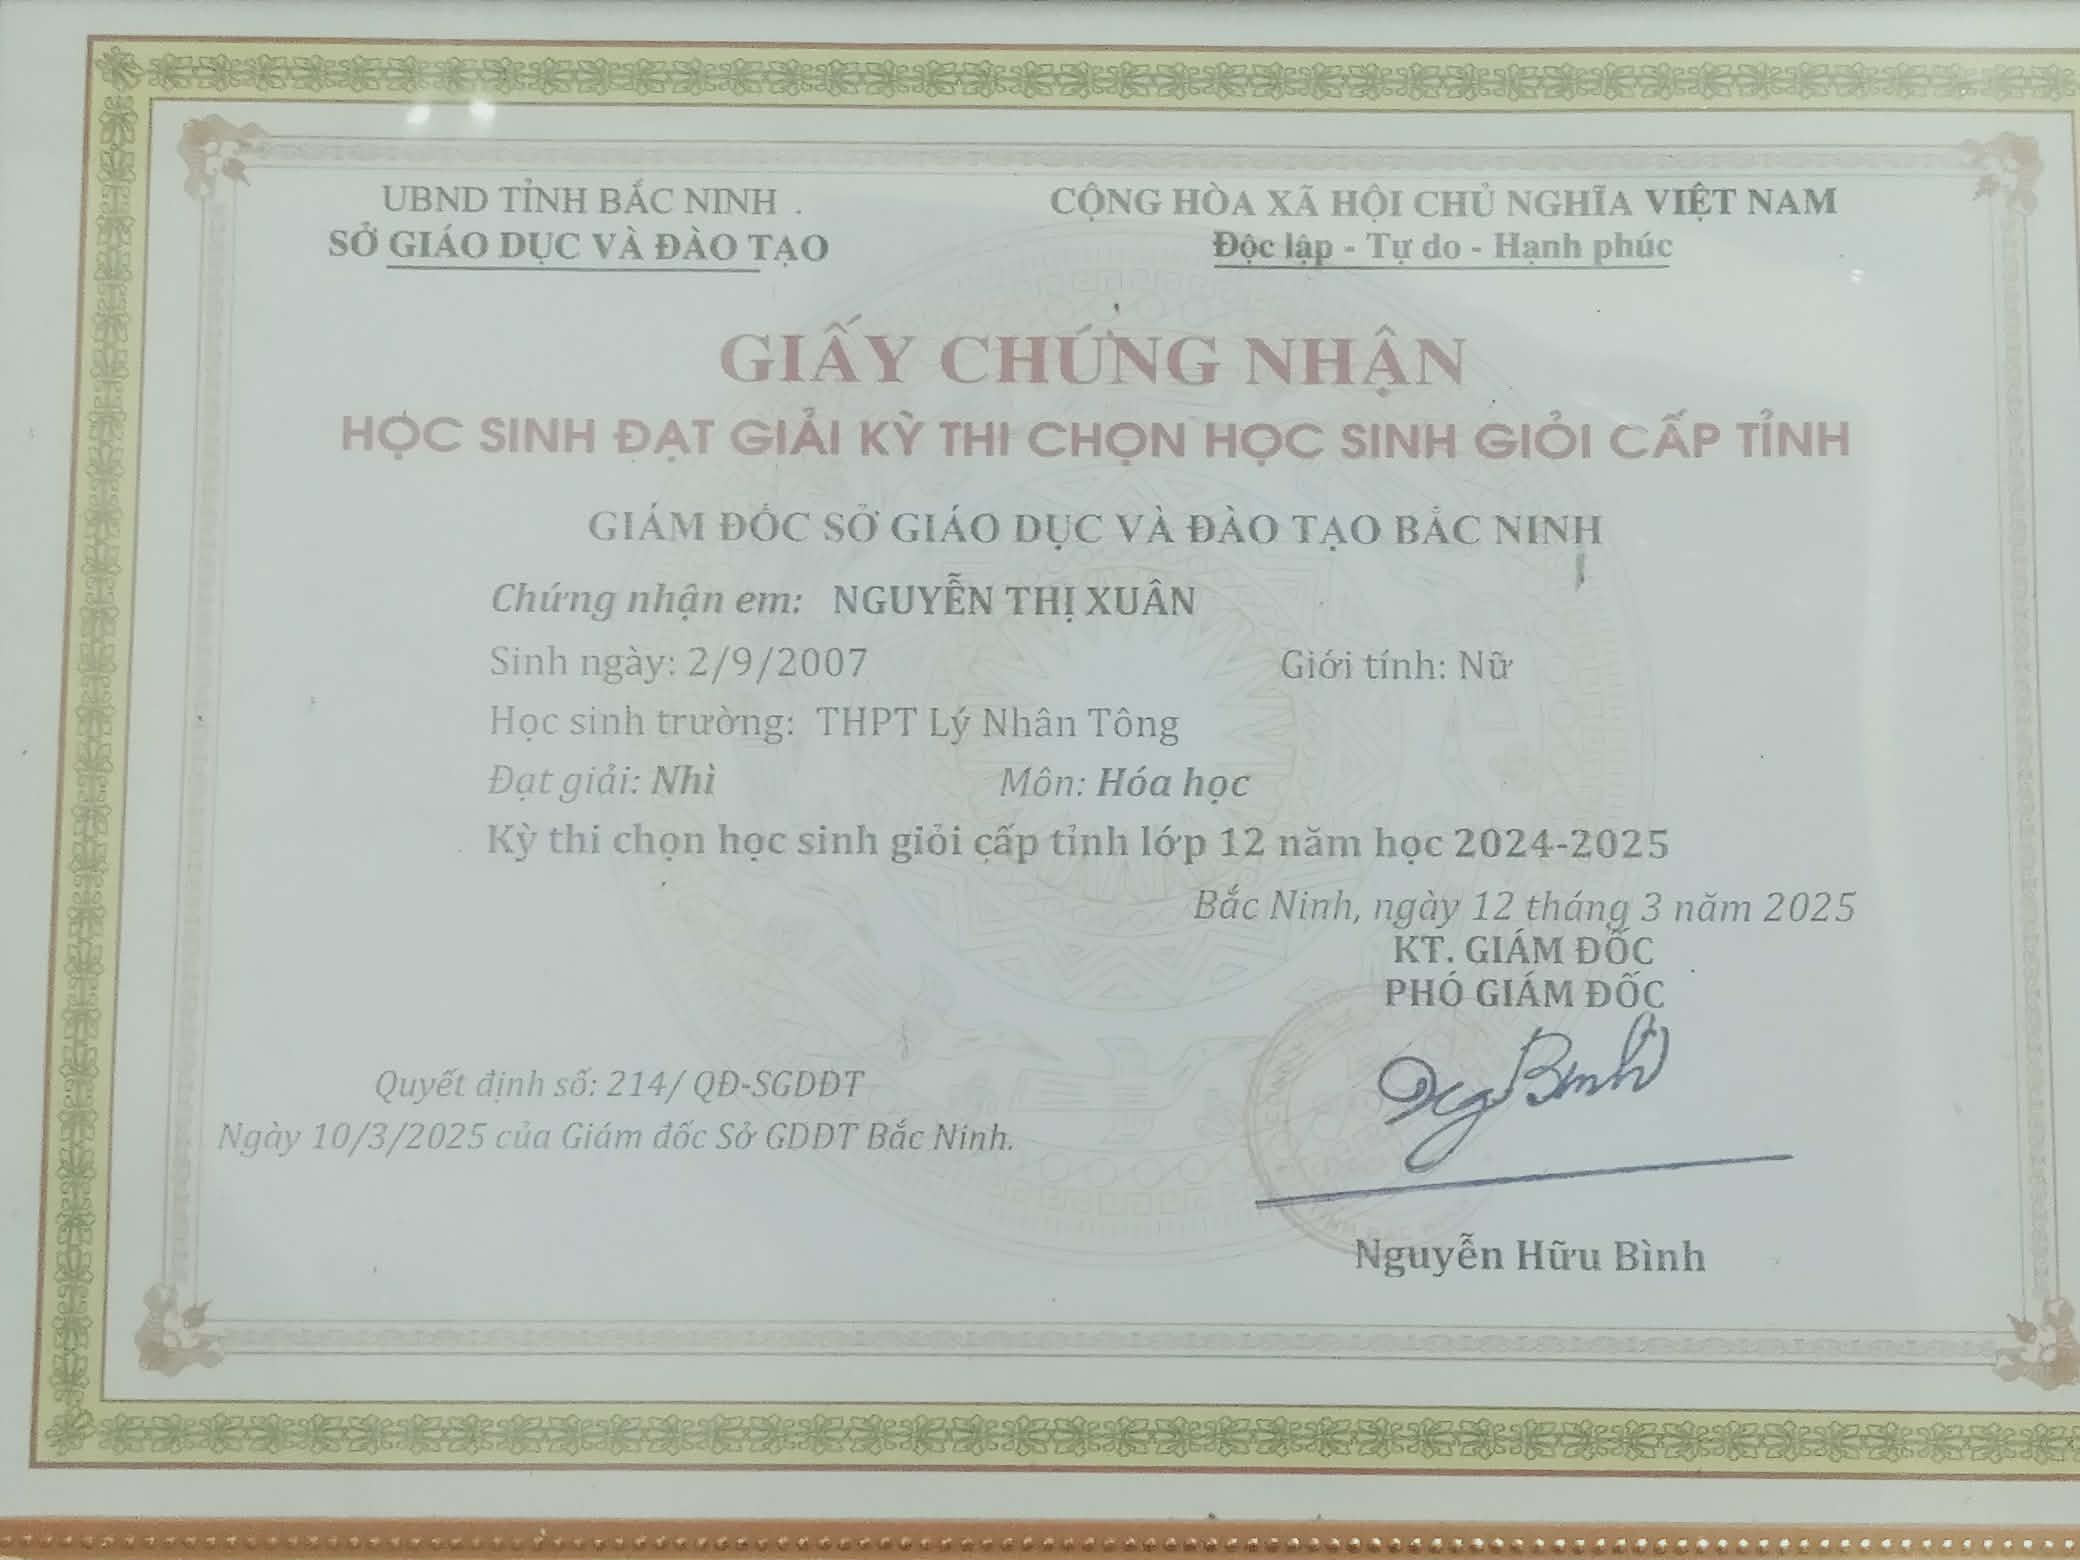 UBND TỈNH BẮC NINH
SỞ GIÁO DỤC VÀ ĐÀO TẠO
CỘNG HÒA XÃ HỘI CHỦ NGHĨA VIỆT NAM
Độc lập - Tự do - Hạnh phúc
GIẤY CHỨNG NHẬN
HỌC SINH ĐẠT GIẢI KỲ THI CHỌN HỌC SINH GIỎI CẤP TỈNH
GIÁM ĐỐC SỞ GIÁO DỤC VÀ ĐÀO TẠO BẮC NINH
Chứng nhận em: NGUYỄN THỊ XUÂN
Sinh ngày: 2/9/2007 Giới tính: Nữ
Học sinh trường: THPT Lý Nhân Tông
Đạt giải: Nhì Môn: Hóa học
Kỳ thi chọn học sinh giỏi cấp tỉnh lớp 12 năm học 2024-2025
Bắc Ninh, ngày 12 tháng 3 năm 2025
KT. GIÁM ĐỐC
PHÓ GIÁM ĐỐC
Quyết định số: 214/ QĐ-SGDĐT
Ngày 10/3/2025 của Giám đốc Sở GDĐT Bắc Ninh.
Nguyễn Hữu Bình